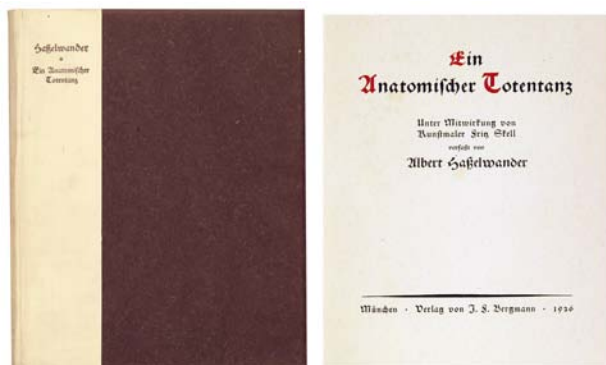 Haßelwander
Ein Anatomischer
Totentanz
Ein
Anatomischer Totentanz
Unter Mitwirkung von
Kunstmaler Fritz Skell
verfaßt von
Albert Haßelwander
München · Verlag von J. F. Bergmann · 1926